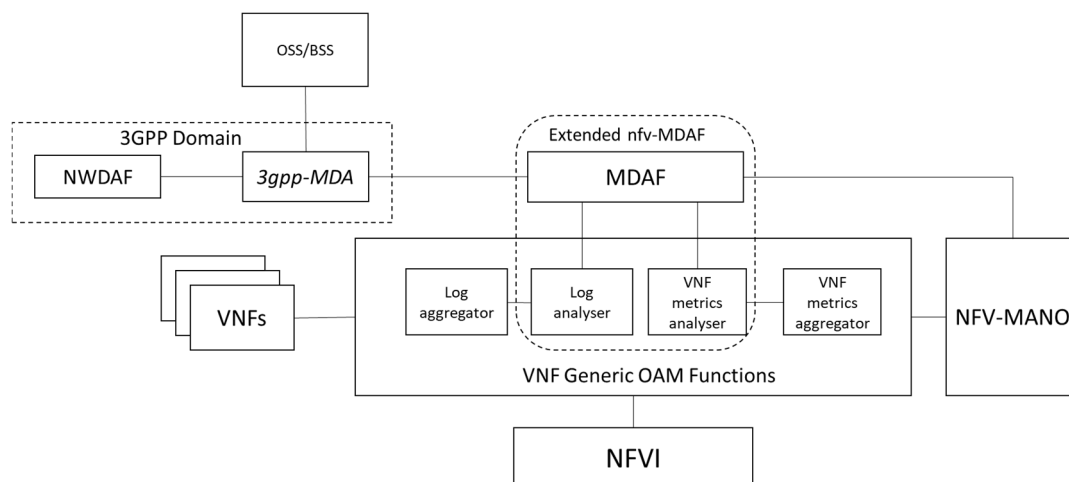 OSS/BSS
3GPP Domain
Extended nfv-MDAF
NWDAF
3gpp-MDA
MDAF
VNFs
Log
aggregator
Log
analyser
VNF
metrics
analyser
VNF
metrics
aggregator
NFV-MANO
VNF Generic OAM Functions
NFVI